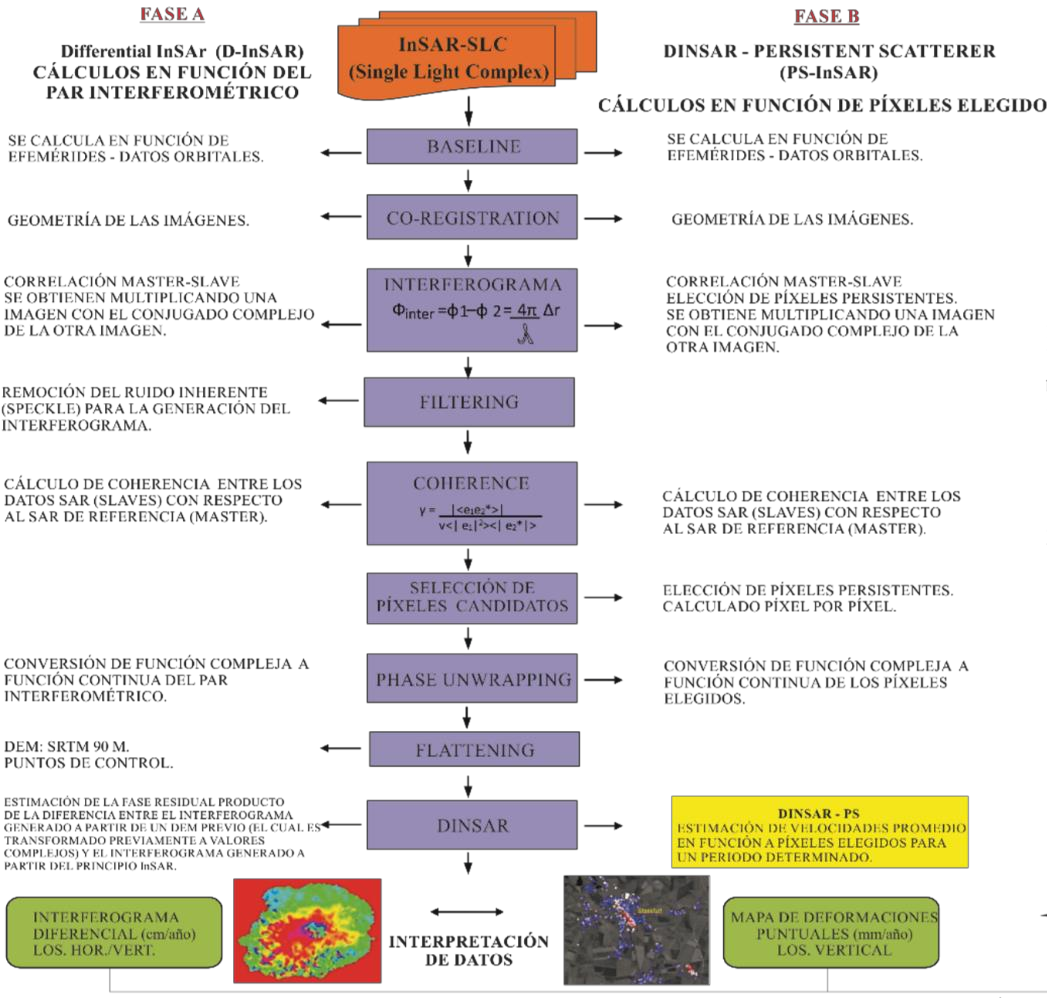 FASE A
Differential InSAr (D-InSAR)
CÁLCULOS EN FUNCIÓN DEL
PAR INTERFEROMÉTRICO
InSAR-SLC
(Single Light Complex)
FASE B
DINSAR - PERSISTENT SCATTERER
(PS-InSAR)
CÁLCULOS EN FUNCIÓN DE PÍXELES ELEGIDO
SE CALCULA EN FUNCIÓN DE
EFEMÉRIDES - DATOS ORBITALES.
BASELINE
SE CALCULA EN FUNCIÓN DE
EFEMÉRIDES - DATOS ORBITALES.
GEOMETRÍA DE LAS IMÁGENES.
CO-REGISTRATION
GEOMETRÍA DE LAS IMÁGENES.
CORRELACIÓN MASTER-SLAVE
SE OBTIENEN MULTIPLICANDO UNA
IMAGEN CON EL CONJUGADO COMPLEJO
DE LA OTRA IMAGEN.
INTERFEROGRAMA
Φinter =ϕ1–ϕ 2= 4π/λ Δr
CORRELACIÓN MASTER-SLAVE
ELECCIÓN DE PÍXELES PERSISTENTES.
SE OBTIENE MULTIPLICANDO UNA IMAGEN
CON EL CONJUGADO COMPLEJO DE LA
OTRA IMAGEN.
REMOCIÓN DEL RUIDO INHERENTE
(SPECKLE) PARA LA GENERACIÓN DEL
INTERFEROGRAMA.
FILTERING
CÁLCULO DE COHERENCIA ENTRE LOS
DATOS SAR (SLAVES) CON RESPECTO
AL SAR DE REFERENCIA (MASTER).
COHERENCE
γ = |<e₁e₂*>|
v<| e₁|²><| e₂*|>
CÁLCULO DE COHERENCIA ENTRE LOS
DATOS SAR (SLAVES) CON RESPECTO
AL SAR DE REFERENCIA (MASTER).
SELECCIÓN DE
PÍXELES CANDIDATOS
ELECCIÓN DE PÍXELES PERSISTENTES.
CALCULADO PÍXEL POR PÍXEL.
CONVERSIÓN DE FUNCIÓN COMPLEJA A
FUNCIÓN CONTINUA DEL PAR
INTERFEROMÉTRICO.
PHASE UNWRAPPING
CONVERSIÓN DE FUNCIÓN COMPLEJA A
FUNCIÓN CONTINUA DE LOS PÍXELES
ELEGIDOS.
DEM: SRTM 90 M.
PUNTOS DE CONTROL.
FLATTENING
ESTIMACIÓN DE LA FASE RESIDUAL PRODUCTO
DE LA DIFERENCIA ENTRE EL INTERFEROGRAMA
GENERADO A PARTIR DE UN DEM PREVIO (EL CUAL ES
TRANSFORMADO PREVIAMENTE A VALORES
COMPLEJOS) Y EL INTERFEROGRAMA GENERADO A
PARTIR DEL PRINCIPIO InSAR.
DINSAR
DINSAR - PS
ESTIMACIÓN DE VELOCIDADES PROMEDIO
EN FUNCIÓN A PÍXELES ELEGIDOS PARA
UN PERIODO DETERMINADO.
INTERFEROGRAMA
DIFERENCIAL (cm/año)
LOS. HOR./VERT.
INTERPRETACIÓN
DE DATOS
MAPA DE DEFORMACIONES
PUNTUALES (mm/año)
LOS. VERTICAL